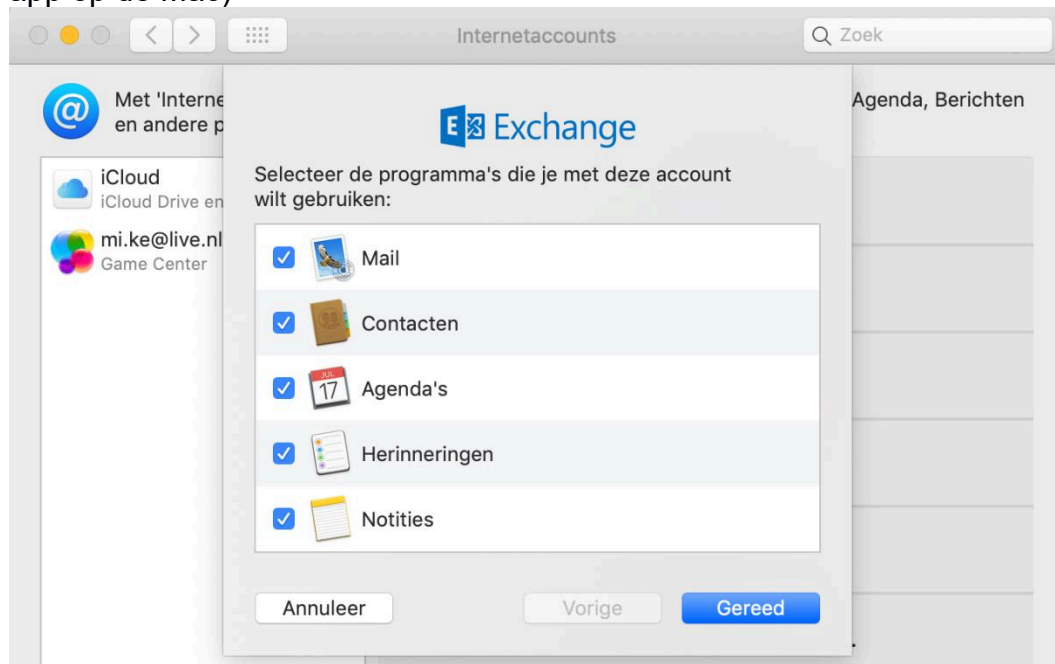 app op de Mac)
Internetaccounts
Zoek
Met 'Interne
en andere p
Agenda, Berichten
iCloud
iCloud Drive en
mi.ke@live.nl
Game Center
E Exchange
Selecteer de programma's die je met deze account
wilt gebruiken:
Mail
Contacten
JUL
17
Agenda's
Herinneringen
Notities
Annuleer
Vorige
Gereed